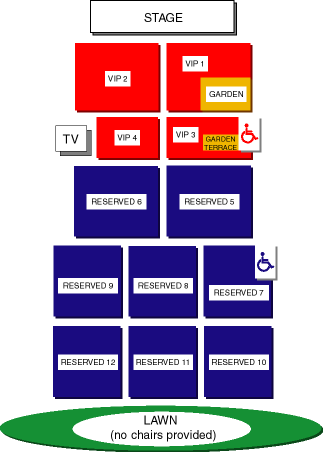 STAGE
VIP 2
VIP 1
GARDEN
TV
VIP 4
VIP 3
GARDEN
TERRACE
RESERVED 6
RESERVED 5
RESERVED 9
RESERVED 8
RESERVED 7
RESERVED 12
RESERVED 11
RESERVED 10
LAWN
(no chairs provided)